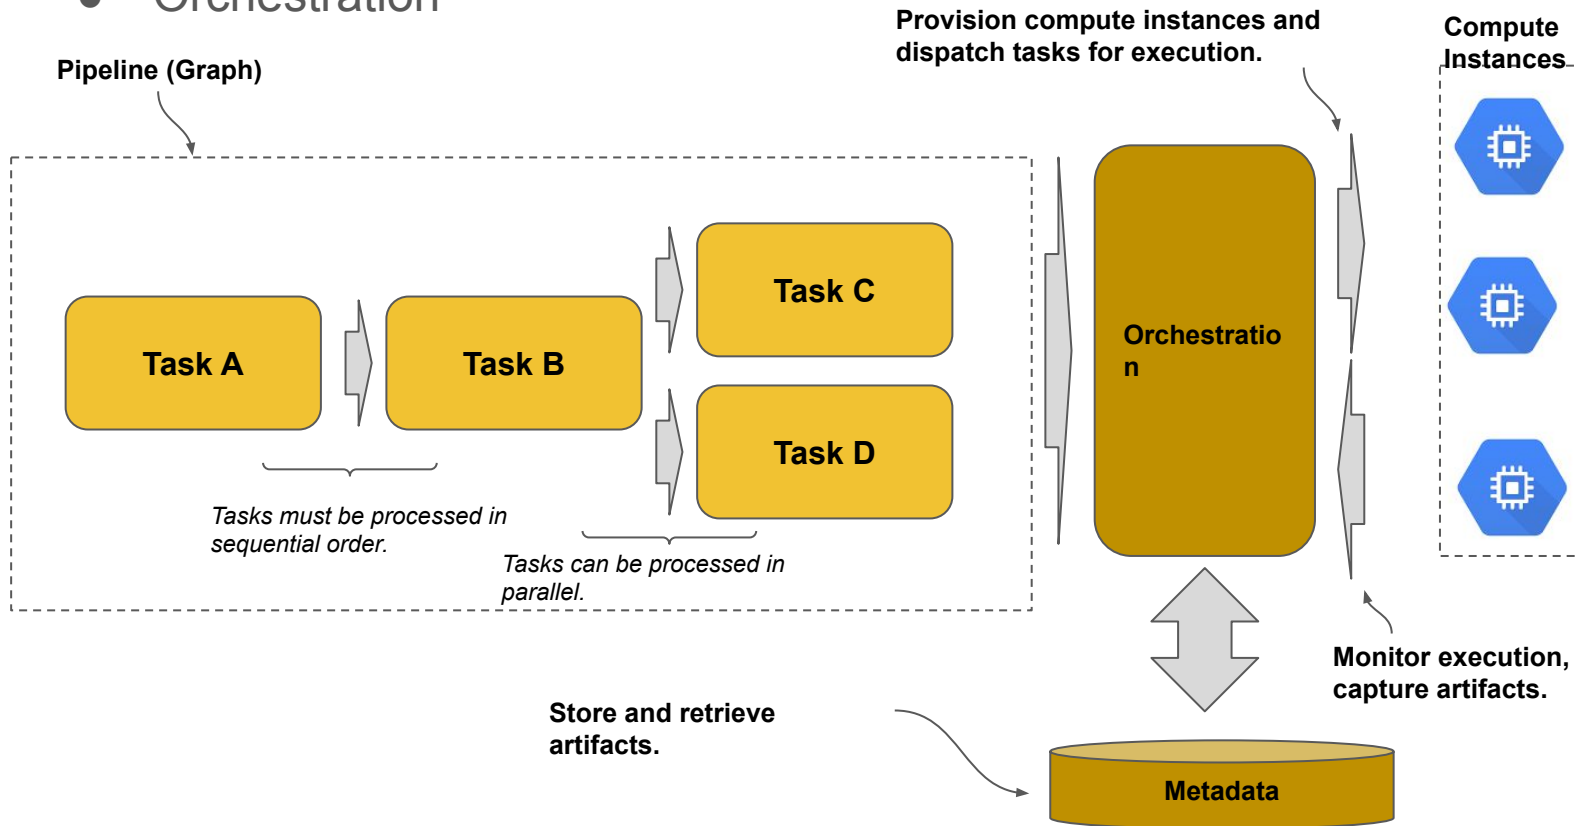 ● Orchestration
Provision compute instances and
dispatch tasks for execution.
Compute
Instances
Pipeline (Graph)
Task C
Task A
Task B
Orchestratio
n
Task D
Tasks must be processed in
sequential order.
Tasks can be processed in
parallel.
Monitor execution,
capture artifacts.
Store and retrieve
artifacts.
Metadata